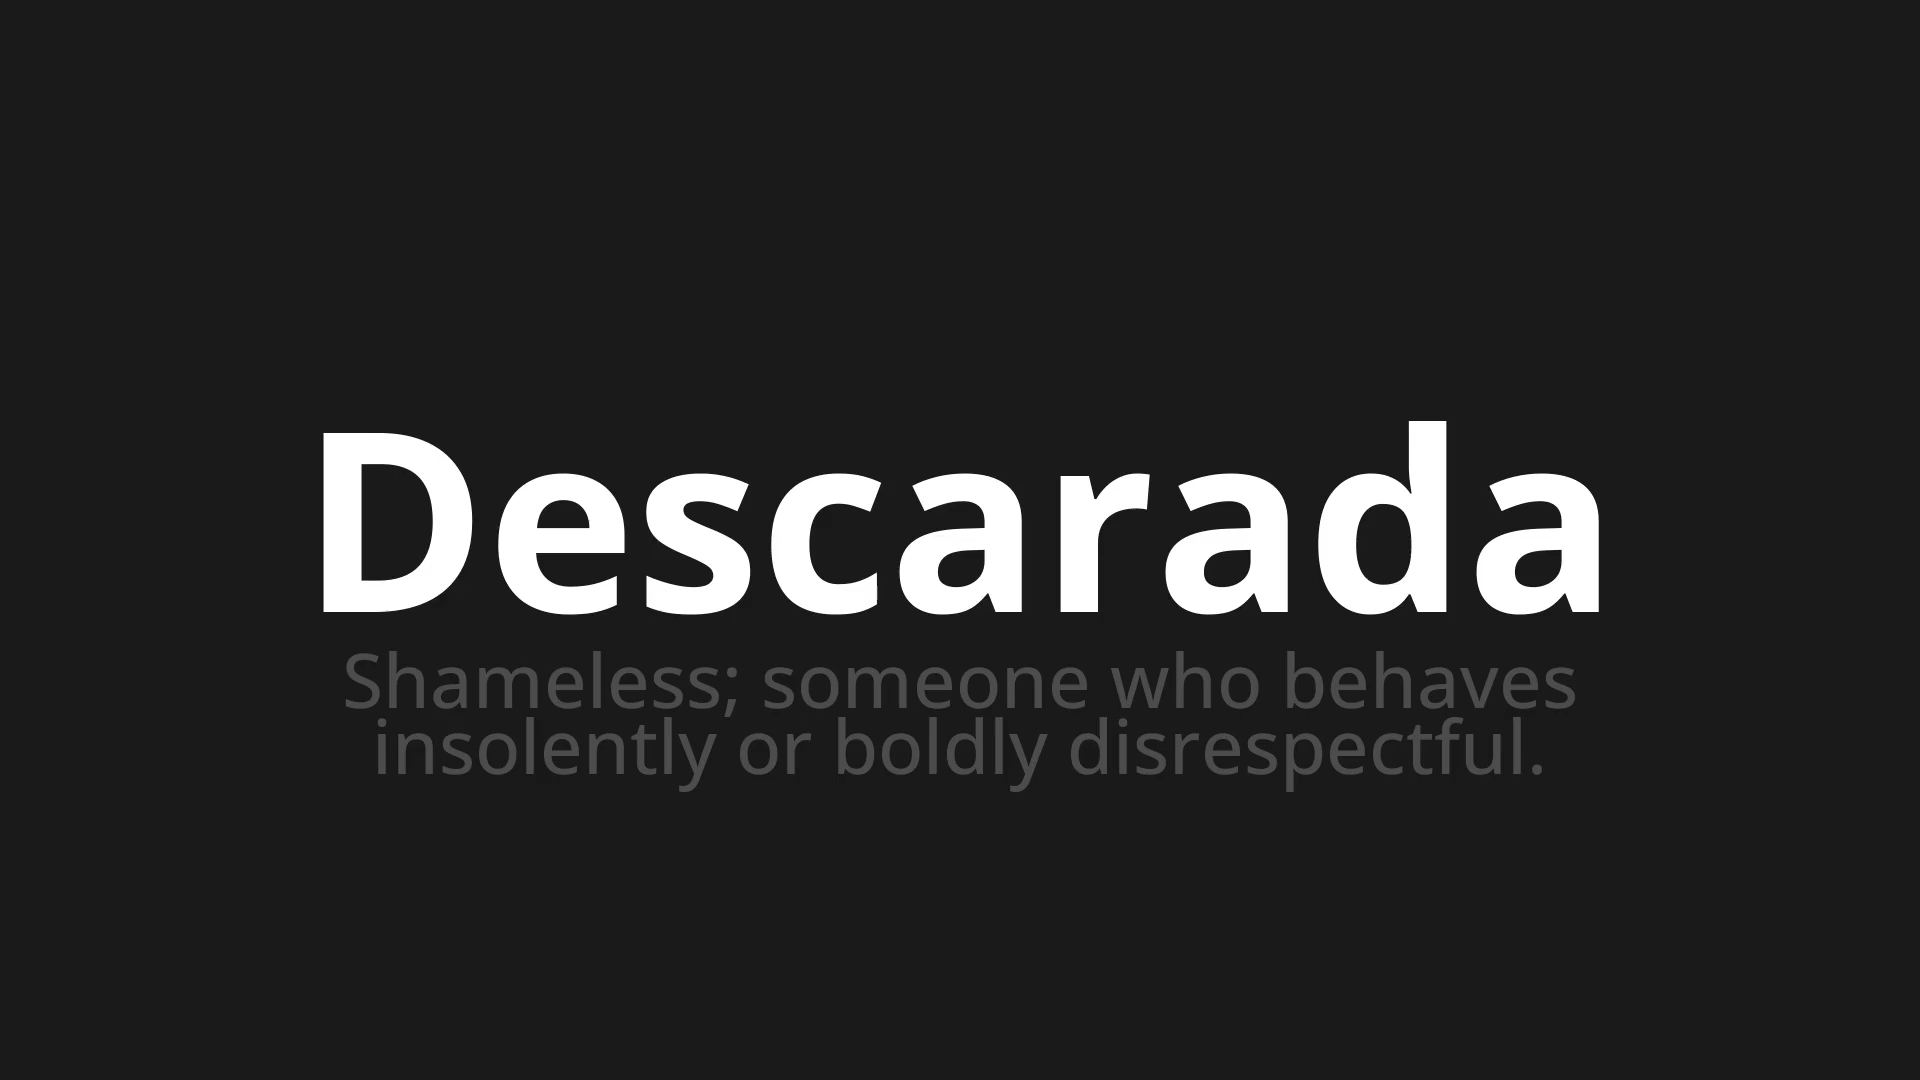 Descarada
Shameless; someone who behaves
insolently or boldly disrespectful.